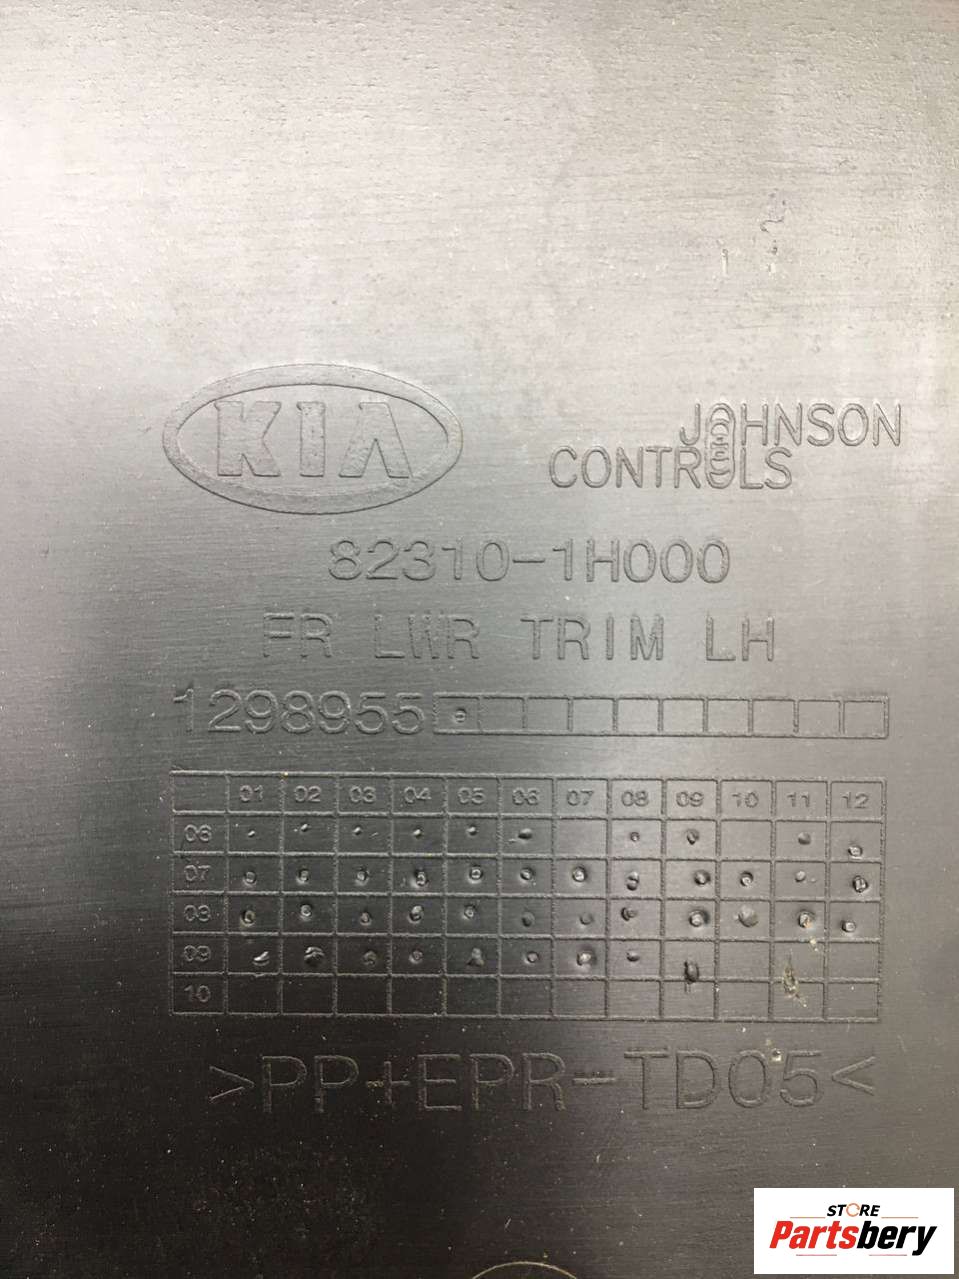 KIA
JOHNSON
CONTROLS
82310-1H000
FR LWR TRIM LH
1298955
01 02 03 04 05 06 07 08 09 10 11 12
06
07
08
09
10
>PP+EPR-TD05<
STORE
Partsbery